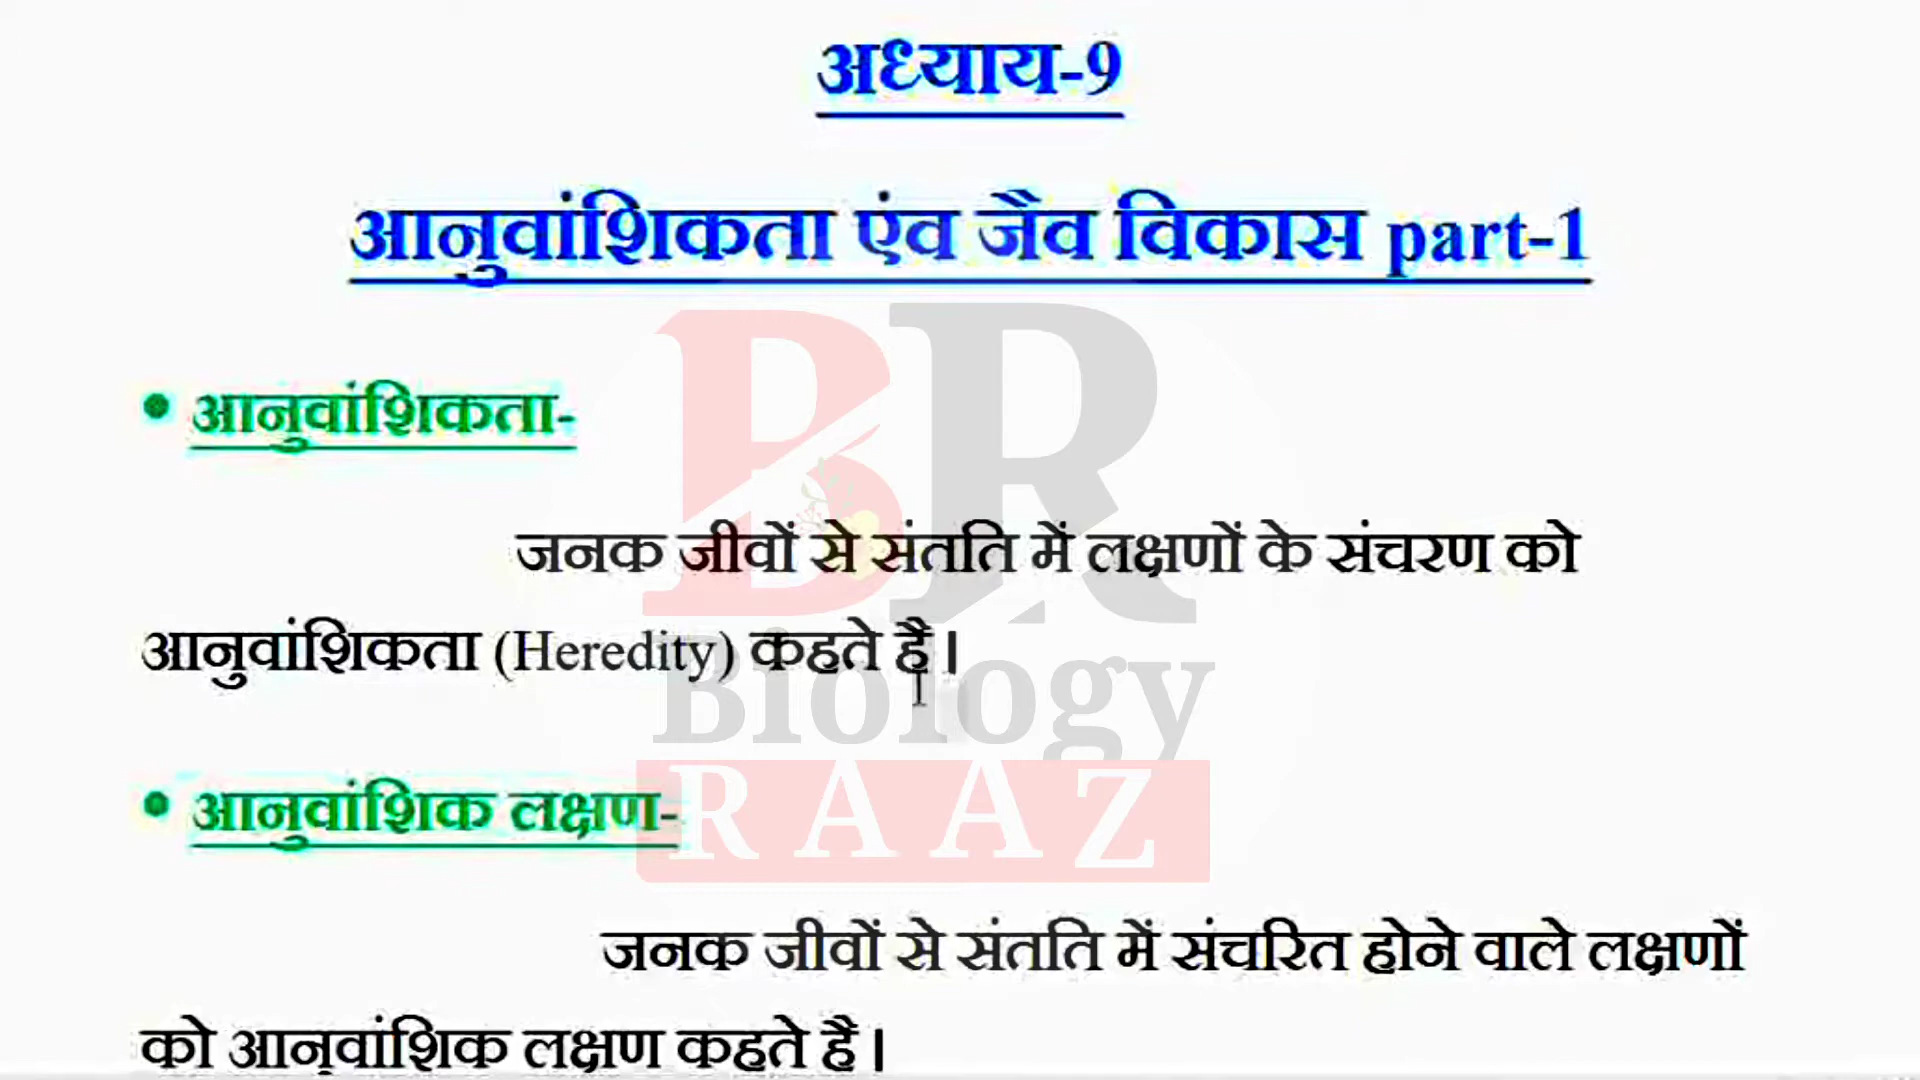 अध्याय-9
आनुवांशिकता एंव जैव विकास part-1
• आनुवांशिकता-
जनक जीवों से संतति में लक्षणों के संचरण को
आनुवांशिकता (Heredity) कहते है।
BR
Biology
RAAZ
• आनुवांशिक लक्षण-
जनक जीवों से संतति में संचरित होने वाले लक्षणों
को आनुवांशिक लक्षण कहते है।